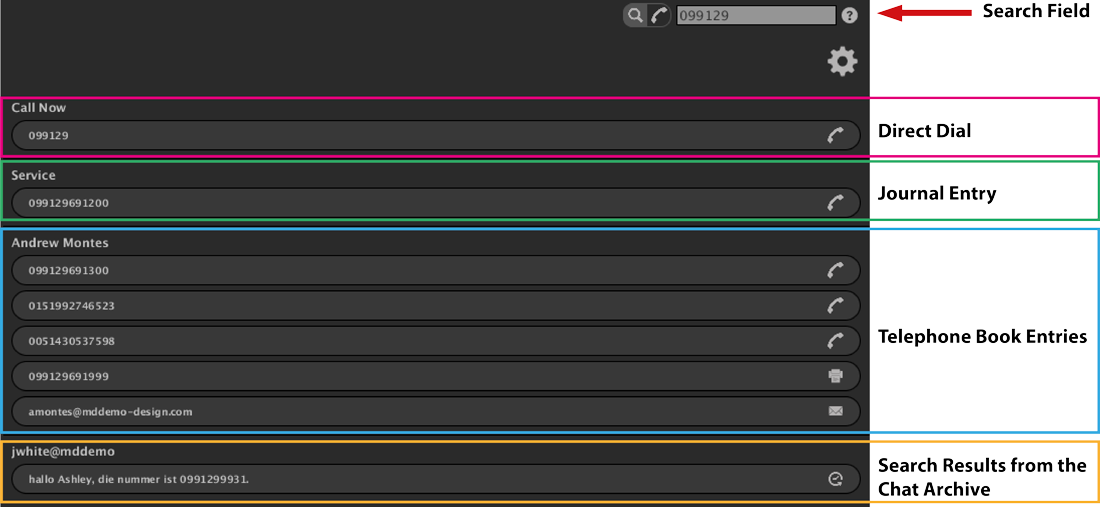 099129
?
Search Field
Call Now
099129
Direct Dial
Service
099129691200
Journal Entry
Andrew Montes
099129691300
0151992746523
0051430537598
099129691999
amontes@mddemo-design.com
Telephone Book Entries
jwhite@mddemo
hallo Ashley, die nummer ist 0991299931.
Search Results from the
Chat Archive